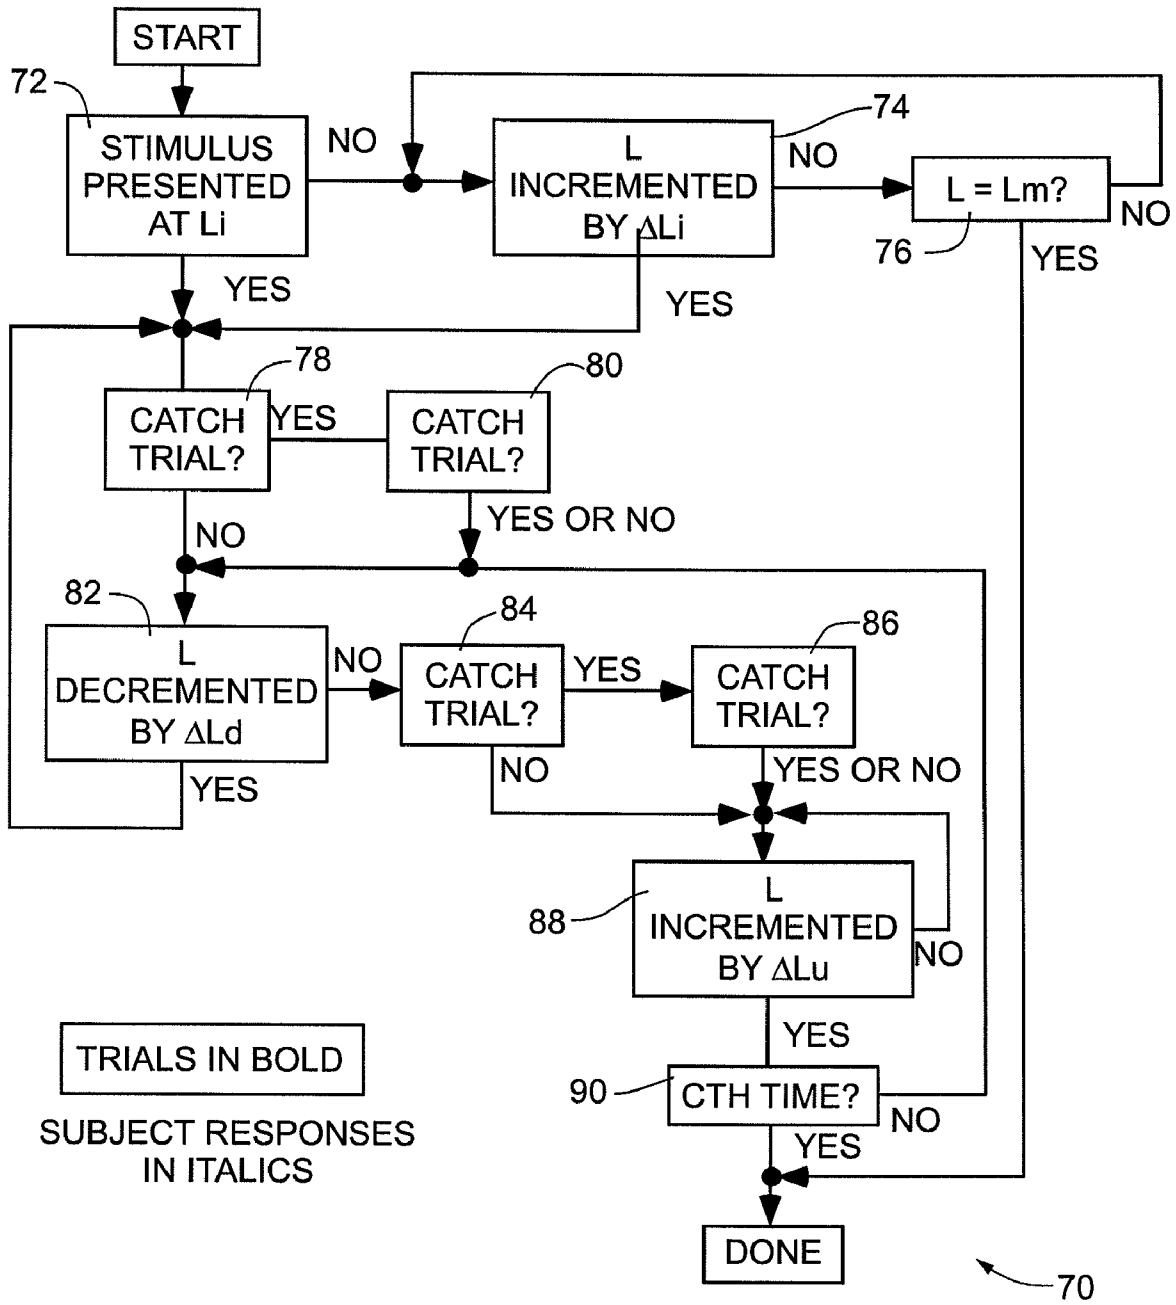 START
72
STIMULUS
PRESENTED
AT Li
NO
L
INCREMENTED
BY ΔLi
74
NO
L = Lm?
76
NO
YES
YES
YES
78
CATCH
TRIAL?
YES
80
CATCH
TRIAL?
YES OR NO
NO
82
L
DECREMENTED
BY ΔLd
NO
YES
84
CATCH
TRIAL?
YES
NO
86
CATCH
TRIAL?
YES OR NO
88
L
INCREMENTED
BY ΔLu
NO
YES
90
CTH TIME?
NO
YES
DONE
TRIALS IN BOLD
SUBJECT RESPONSES
IN ITALICS
70